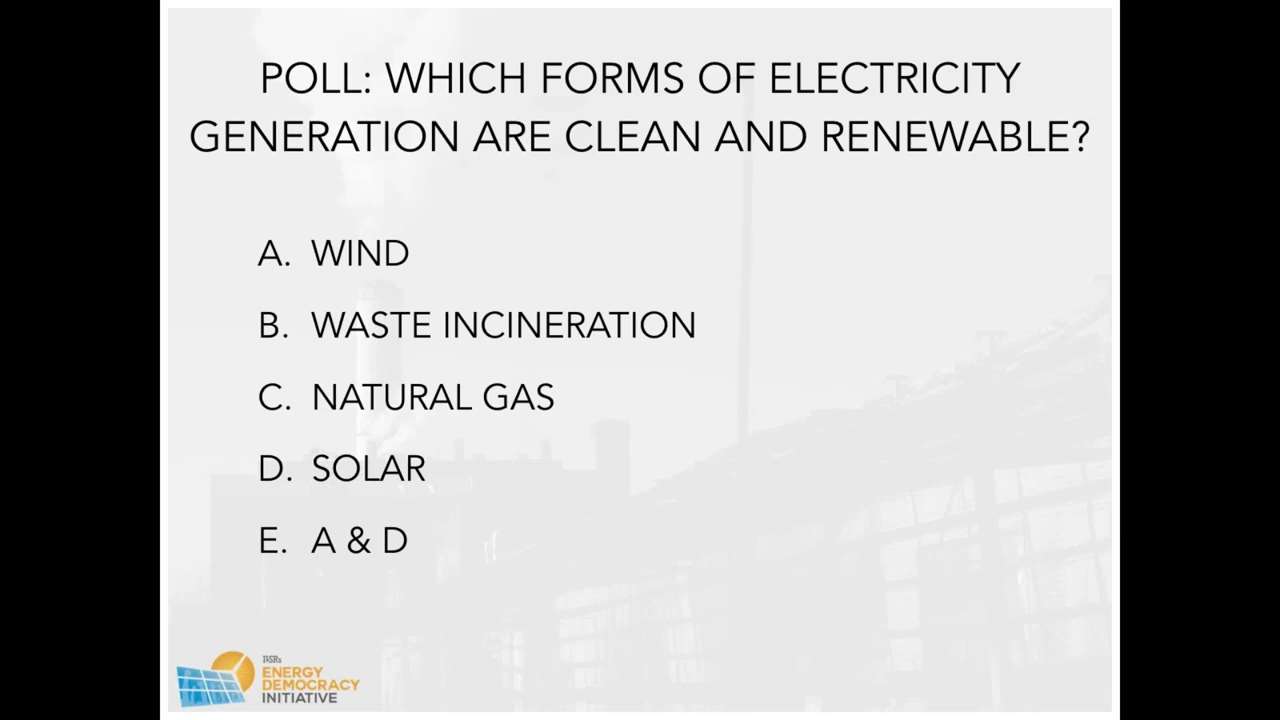 POLL: WHICH FORMS OF ELECTRICITY
GENERATION ARE CLEAN AND RENEWABLE?
A. WIND
B. WASTE INCINERATION
C. NATURAL GAS
D. SOLAR
E. A & D
ILSR's
ENERGY
DEMOCRACY
INITIATIVE